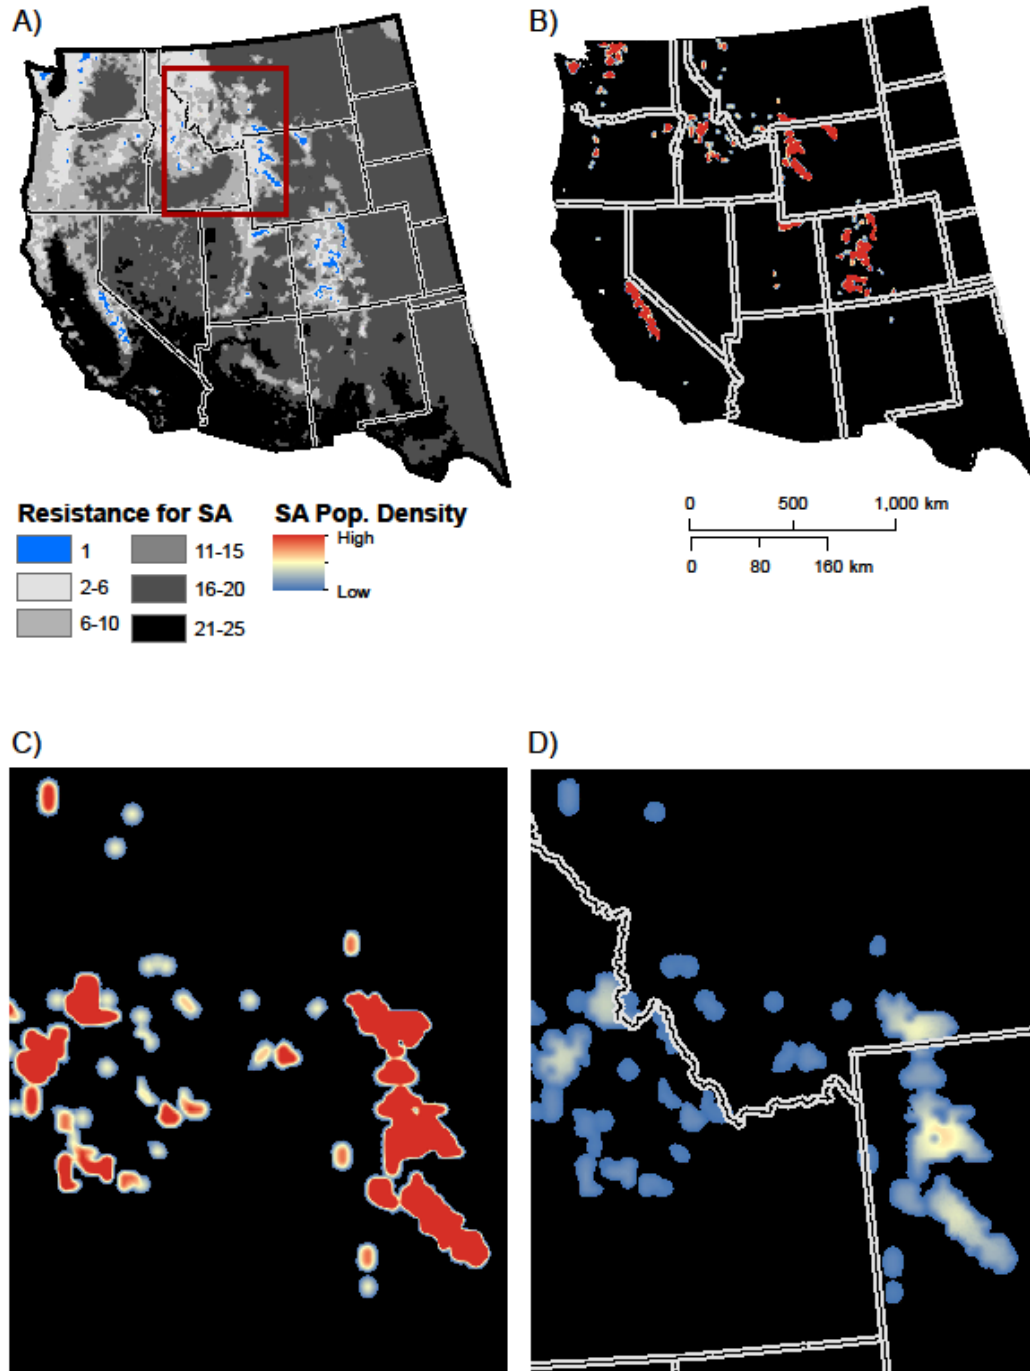 A)
B)
Resistance for SA
1
2-6
6-10
11-15
16-20
21-25
SA Pop. Density
High
Low
0 500 1,000 km
0 80 160 km
C)
D)